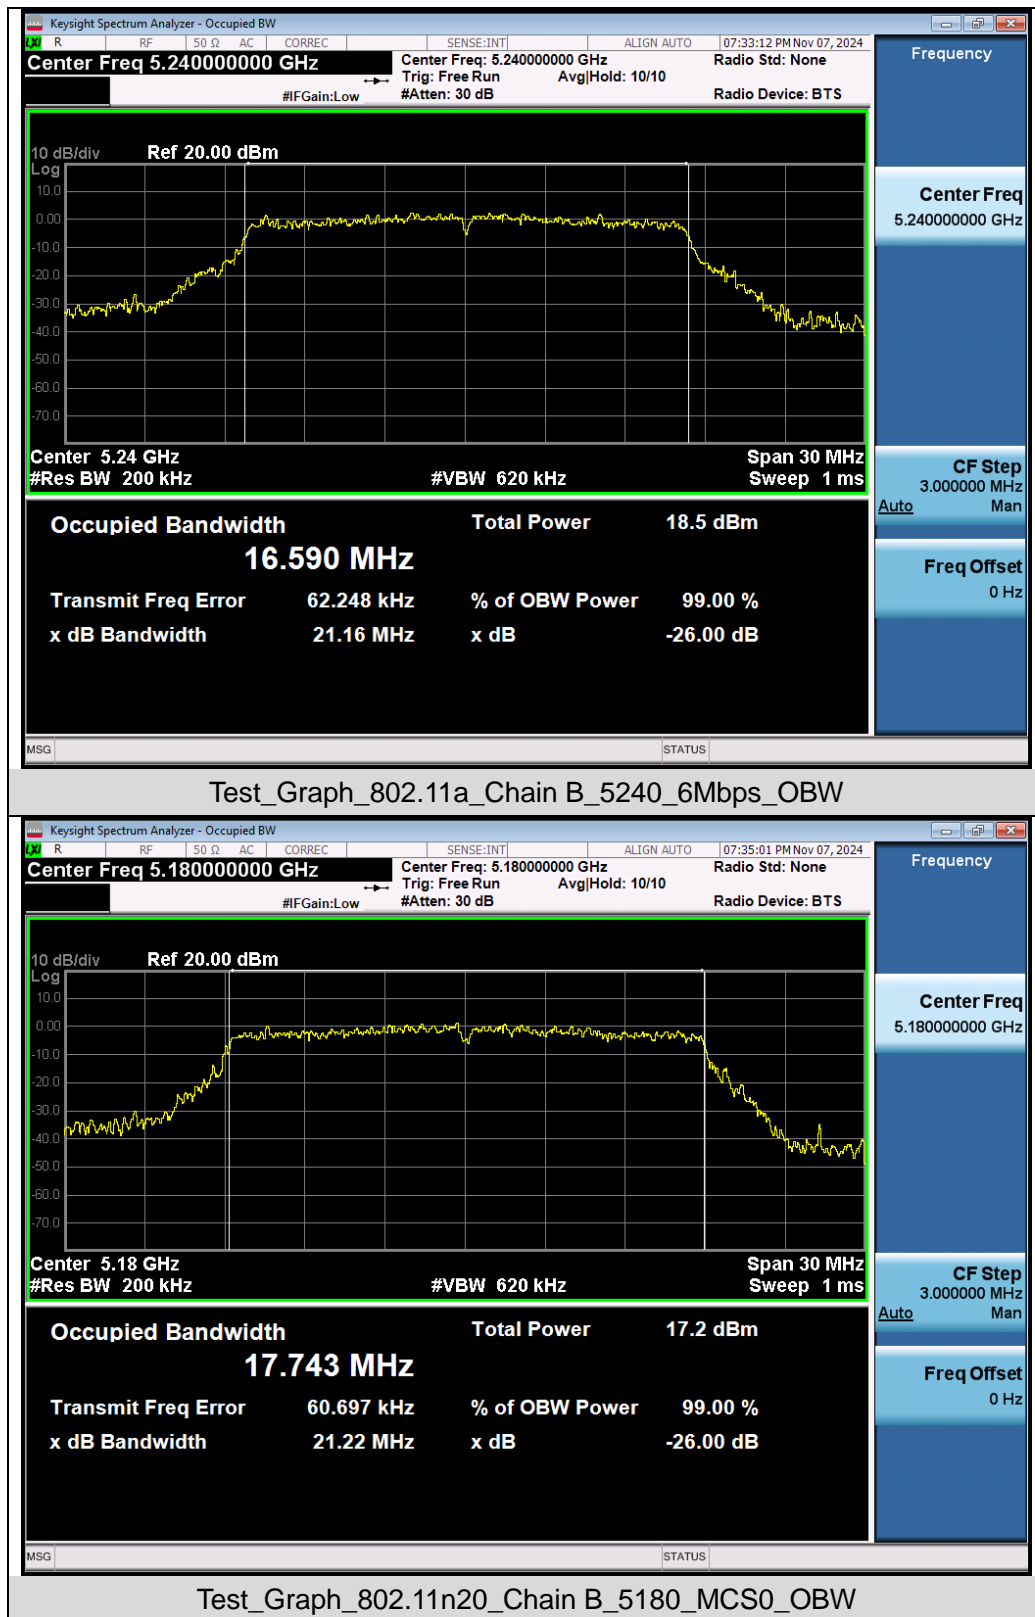 Keysight Spectrum Analyzer - Occupied BW
LXI R RF 50 Ω AC CORREC SENSE:INT ALIGN AUTO 07:33:12 PM Nov 07, 2024
Center Freq 5.240000000 GHz Center Freq: 5.240000000 GHz Radio Std: None Frequency
Trig: Free Run Avg|Hold: 10/10
#IFGain:Low #Atten: 30 dB Radio Device: BTS
10 dB/div Ref 20.00 dBm
Log
10.0
0.00
-10.0
-20.0
-30.0
-40.0
-50.0
-60.0
-70.0
Center Freq
5.240000000 GHz
Center 5.24 GHz Span 30 MHz
#Res BW 200 kHz #VBW 620 kHz Sweep 1 ms
CF Step
3.000000 MHz
Auto Man
Freq Offset
0 Hz
Occupied Bandwidth Total Power 18.5 dBm
16.590 MHz
Transmit Freq Error 62.248 kHz % of OBW Power 99.00 %
x dB Bandwidth 21.16 MHz x dB -26.00 dB
MSG STATUS
Test_Graph_802.11a_Chain B_5240_6Mbps_OBW
Keysight Spectrum Analyzer - Occupied BW
LXI R RF 50 Ω AC CORREC SENSE:INT ALIGN AUTO 07:35:01 PM Nov 07, 2024
Center Freq 5.180000000 GHz Center Freq: 5.180000000 GHz Radio Std: None Frequency
Trig: Free Run Avg|Hold: 10/10
#IFGain:Low #Atten: 30 dB Radio Device: BTS
10 dB/div Ref 20.00 dBm
Log
10.0
0.00
-10.0
-20.0
-30.0
-40.0
-50.0
-60.0
-70.0
Center Freq
5.180000000 GHz
Center 5.18 GHz Span 30 MHz
#Res BW 200 kHz #VBW 620 kHz Sweep 1 ms
CF Step
3.000000 MHz
Auto Man
Freq Offset
0 Hz
Occupied Bandwidth Total Power 17.2 dBm
17.743 MHz
Transmit Freq Error 60.697 kHz % of OBW Power 99.00 %
x dB Bandwidth 21.22 MHz x dB -26.00 dB
MSG STATUS
Test_Graph_802.11n20_Chain B_5180_MCS0_OBW